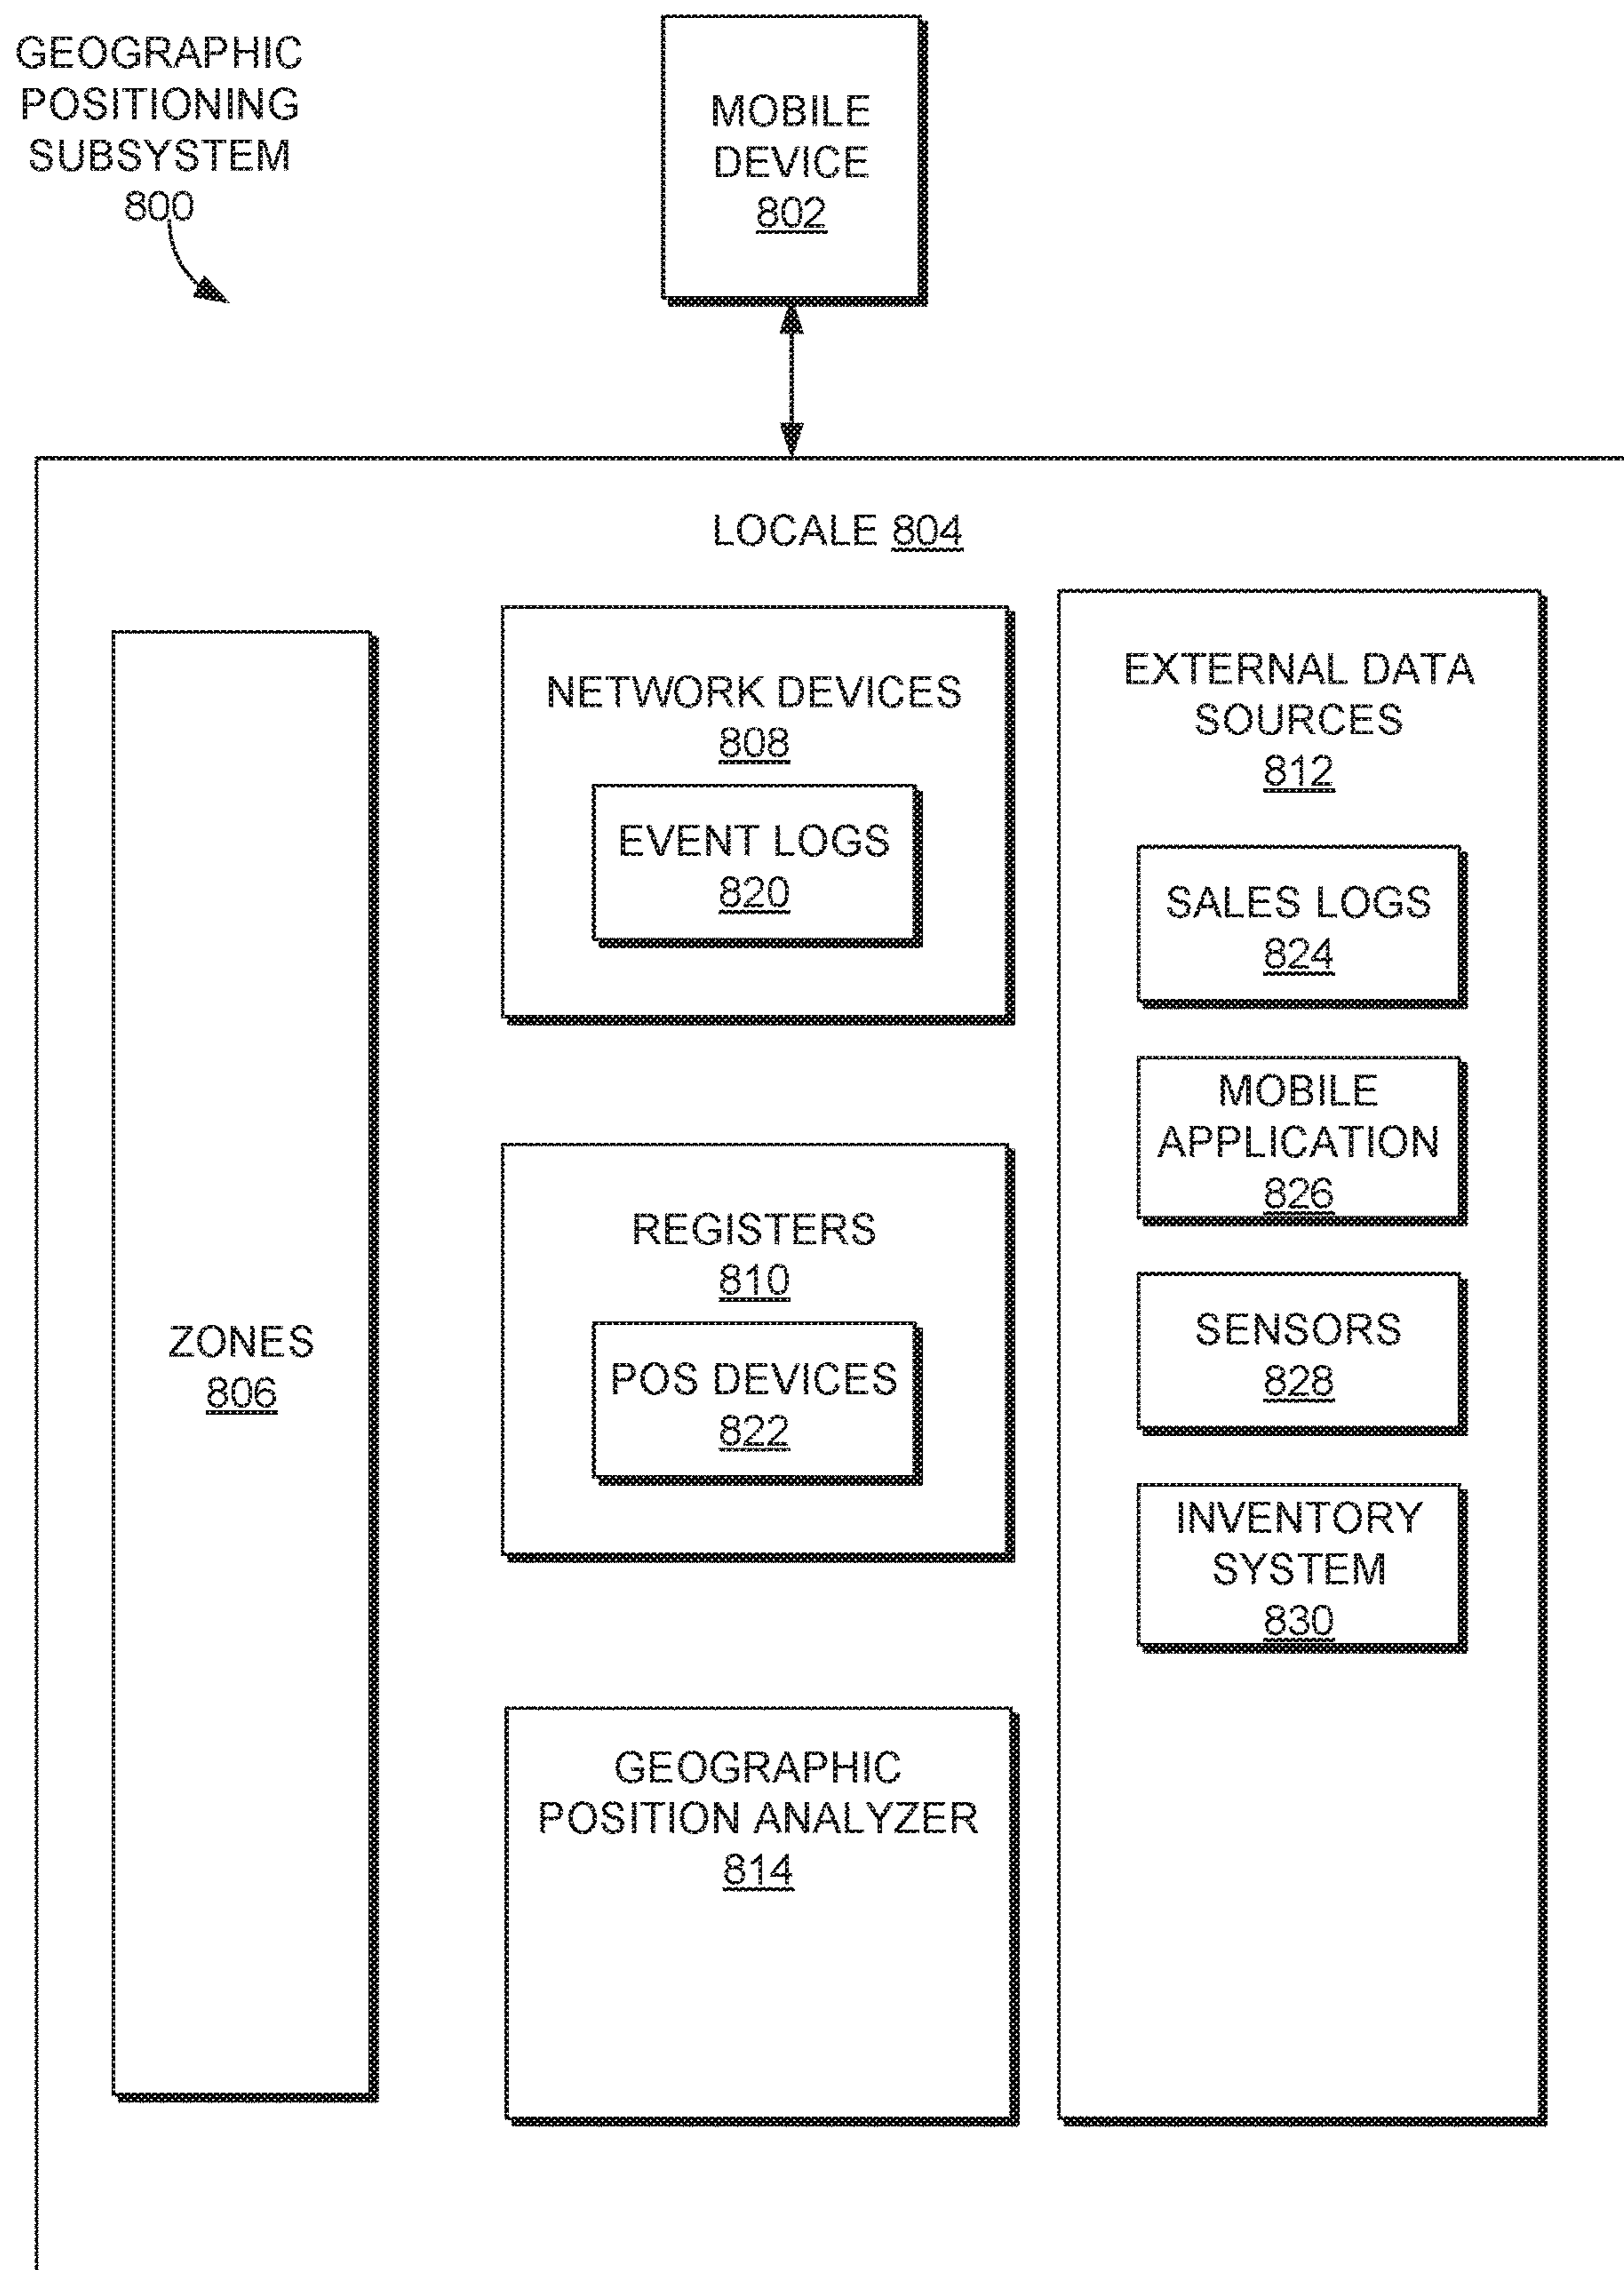 GEOGRAPHIC
POSITIONING
SUBSYSTEM
800
MOBILE
DEVICE
802
LOCALE 804
ZONES
806
NETWORK DEVICES
808
EVENT LOGS
820
REGISTERS
810
POS DEVICES
822
GEOGRAPHIC
POSITION ANALYZER
814
EXTERNAL DATA
SOURCES
812
SALES LOGS
824
MOBILE
APPLICATION
826
SENSORS
828
INVENTORY
SYSTEM
830